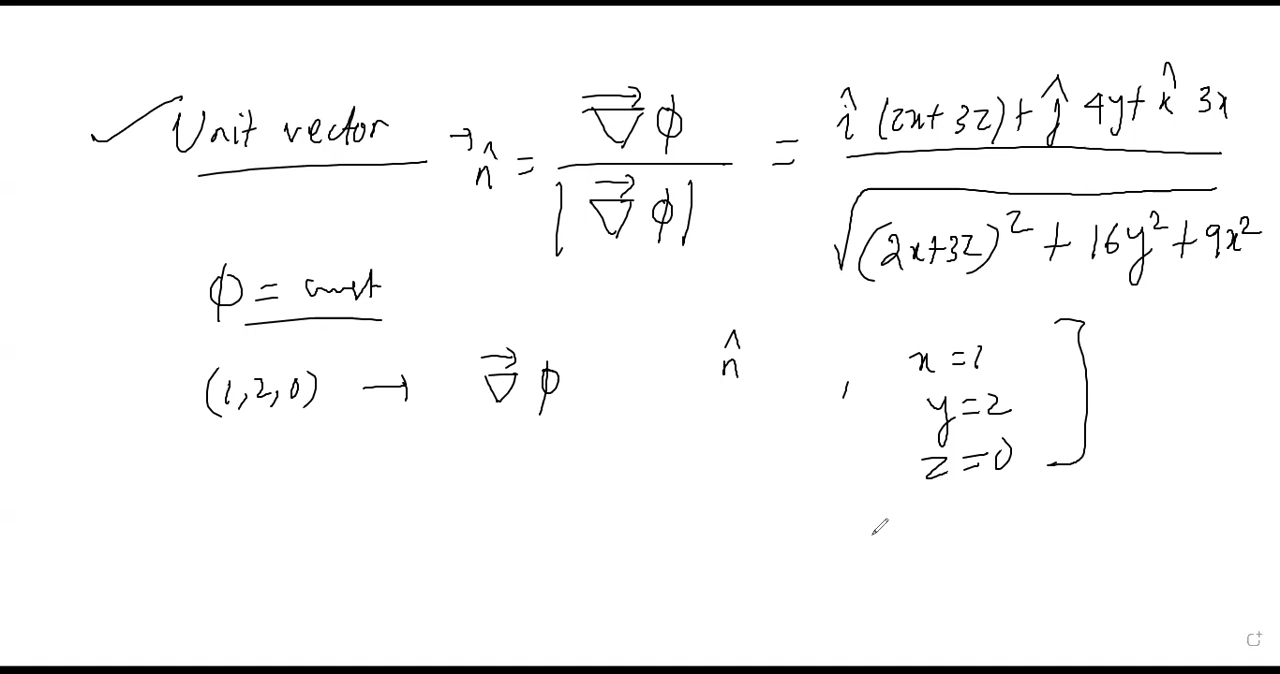 Unit vector → n̂ = ∇⃗ϕ / |∇⃗ϕ| = î (2x+3z) + ĵ 4y + k̂ 3x / √((2x+3z)² + 16y² + 9x²)
ϕ = const
(1,2,0) → ∇⃗ϕ n̂ , x=1
y=2
z=0